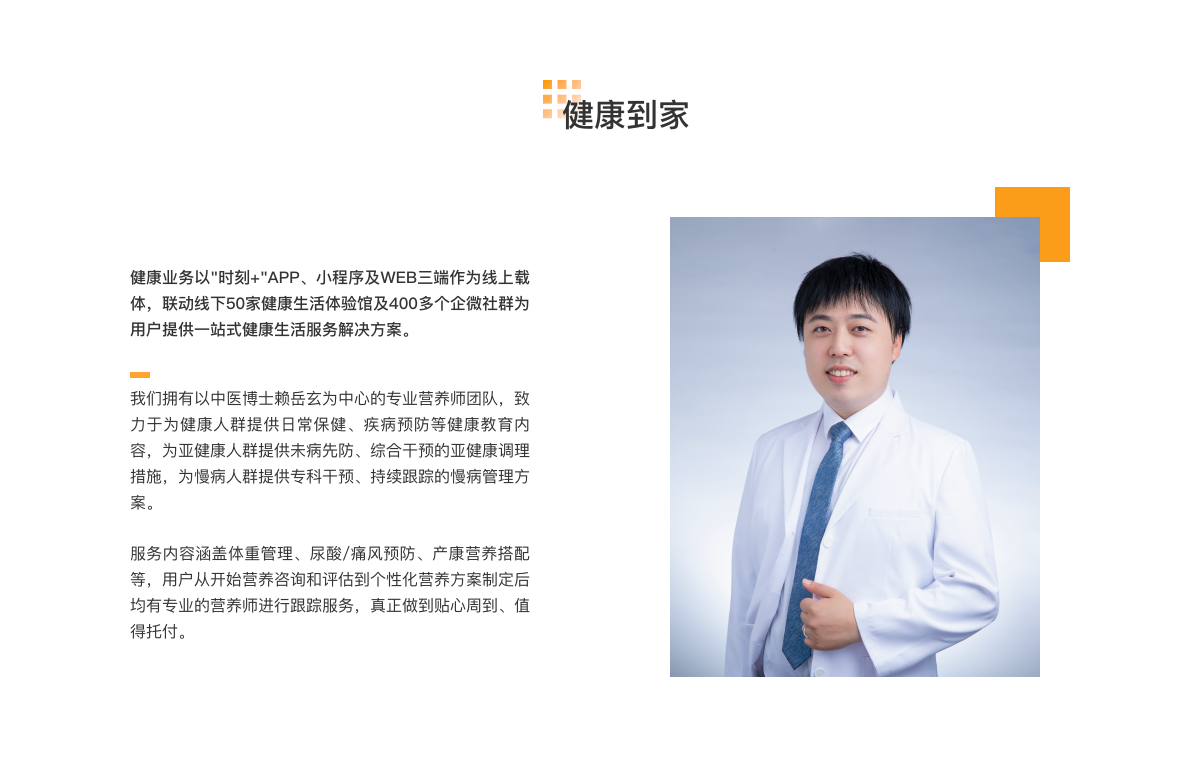 健康到家
健康业务以"时刻+"APP、小程序及WEB三端作为线上载
体，联动线下50家健康生活体验馆及400多个企微社群为
用户提供一站式健康生活服务解决方案。
我们拥有以中医博士赖岳玄为中心的专业营养师团队，致
力于为健康人群提供日常保健、疾病预防等健康教育内
容，为亚健康人群提供未病先防、综合干预的亚健康调理
措施，为慢病人群提供专科干预、持续跟踪的慢病管理方
案。
服务内容涵盖体重管理、尿酸/痛风预防、产康营养搭配
等，用户从开始营养咨询和评估到个性化营养方案制定后
均有专业的营养师进行跟踪服务，真正做到贴心周到、值
得托付。